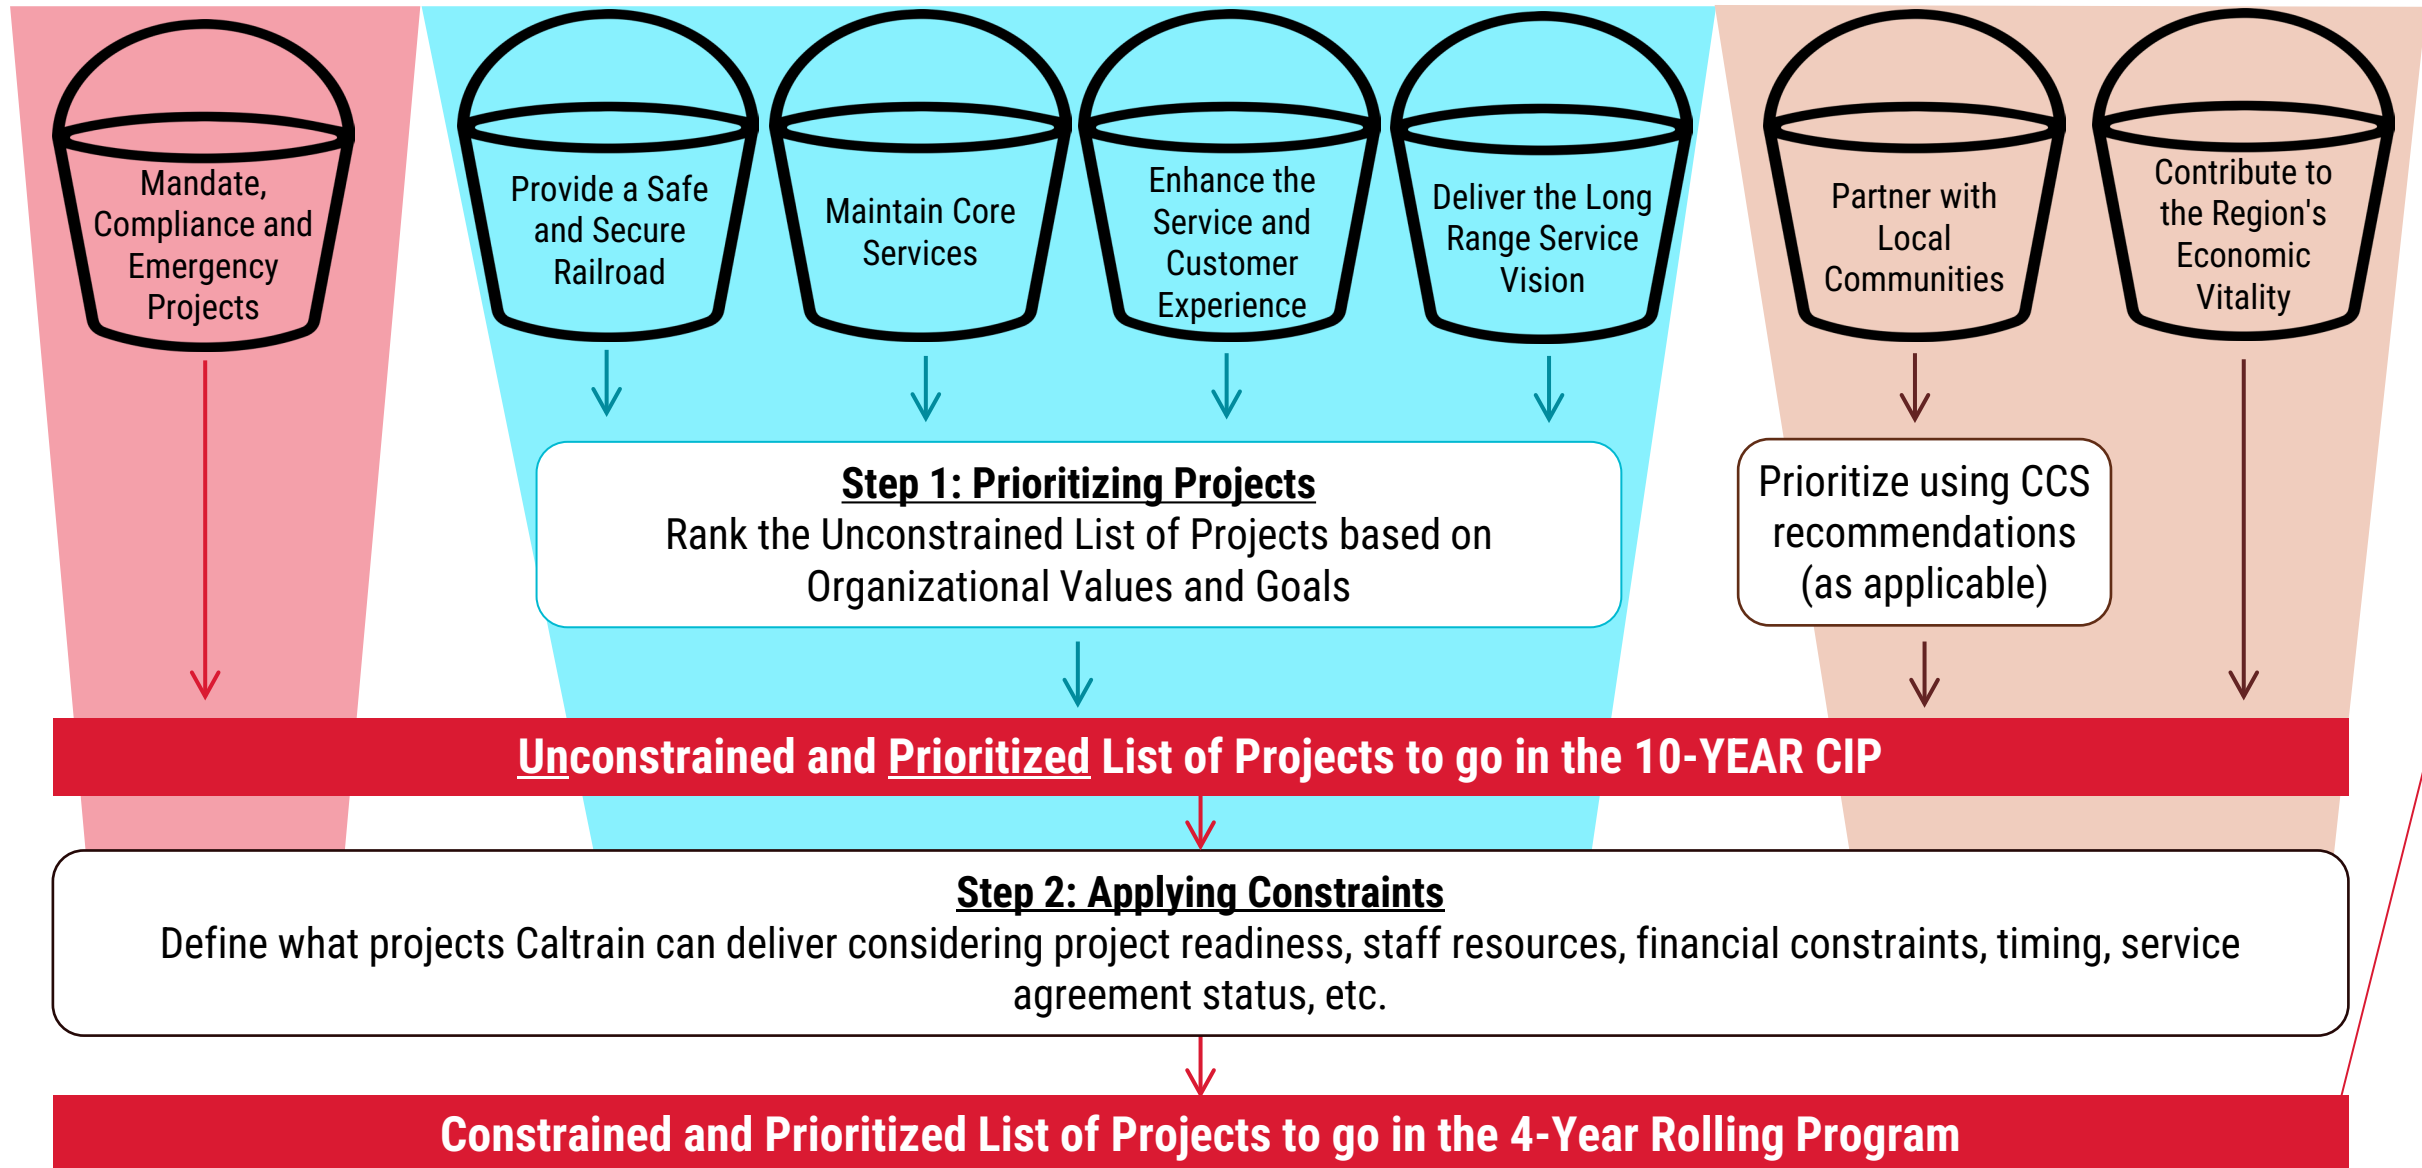 Mandate,
Compliance and
Emergency
Projects
Provide a Safe
and Secure
Railroad
Maintain Core
Services
Enhance the
Service and
Customer
Experience
Deliver the Long
Range Service
Vision
Partner with
Local
Communities
Contribute to
the Region's
Economic
Vitality
Step 1: Prioritizing Projects
Rank the Unconstrained List of Projects based on
Organizational Values and Goals
Prioritize using CCS
recommendations
(as applicable)
Unconstrained and Prioritized List of Projects to go in the 10-YEAR CIP
Step 2: Applying Constraints
Define what projects Caltrain can deliver considering project readiness, staff resources, financial constraints, timing, service
agreement status, etc.
Constrained and Prioritized List of Projects to go in the 4-Year Rolling Program